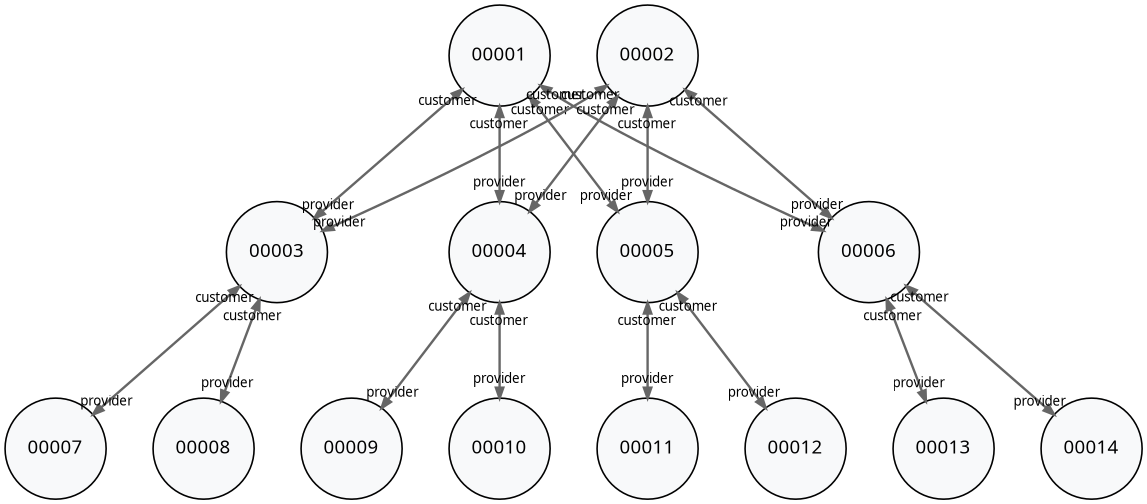 00001
00002
customer
customer
customer
customer
customer
customer
customer
customer
provider
provider
provider
provider
provider
provider
provider
provider
00003
00004
00005
00006
customer
customer
customer
customer
customer
customer
customer
customer
provider
provider
provider
provider
provider
provider
provider
provider
00007
00008
00009
00010
00011
00012
00013
00014